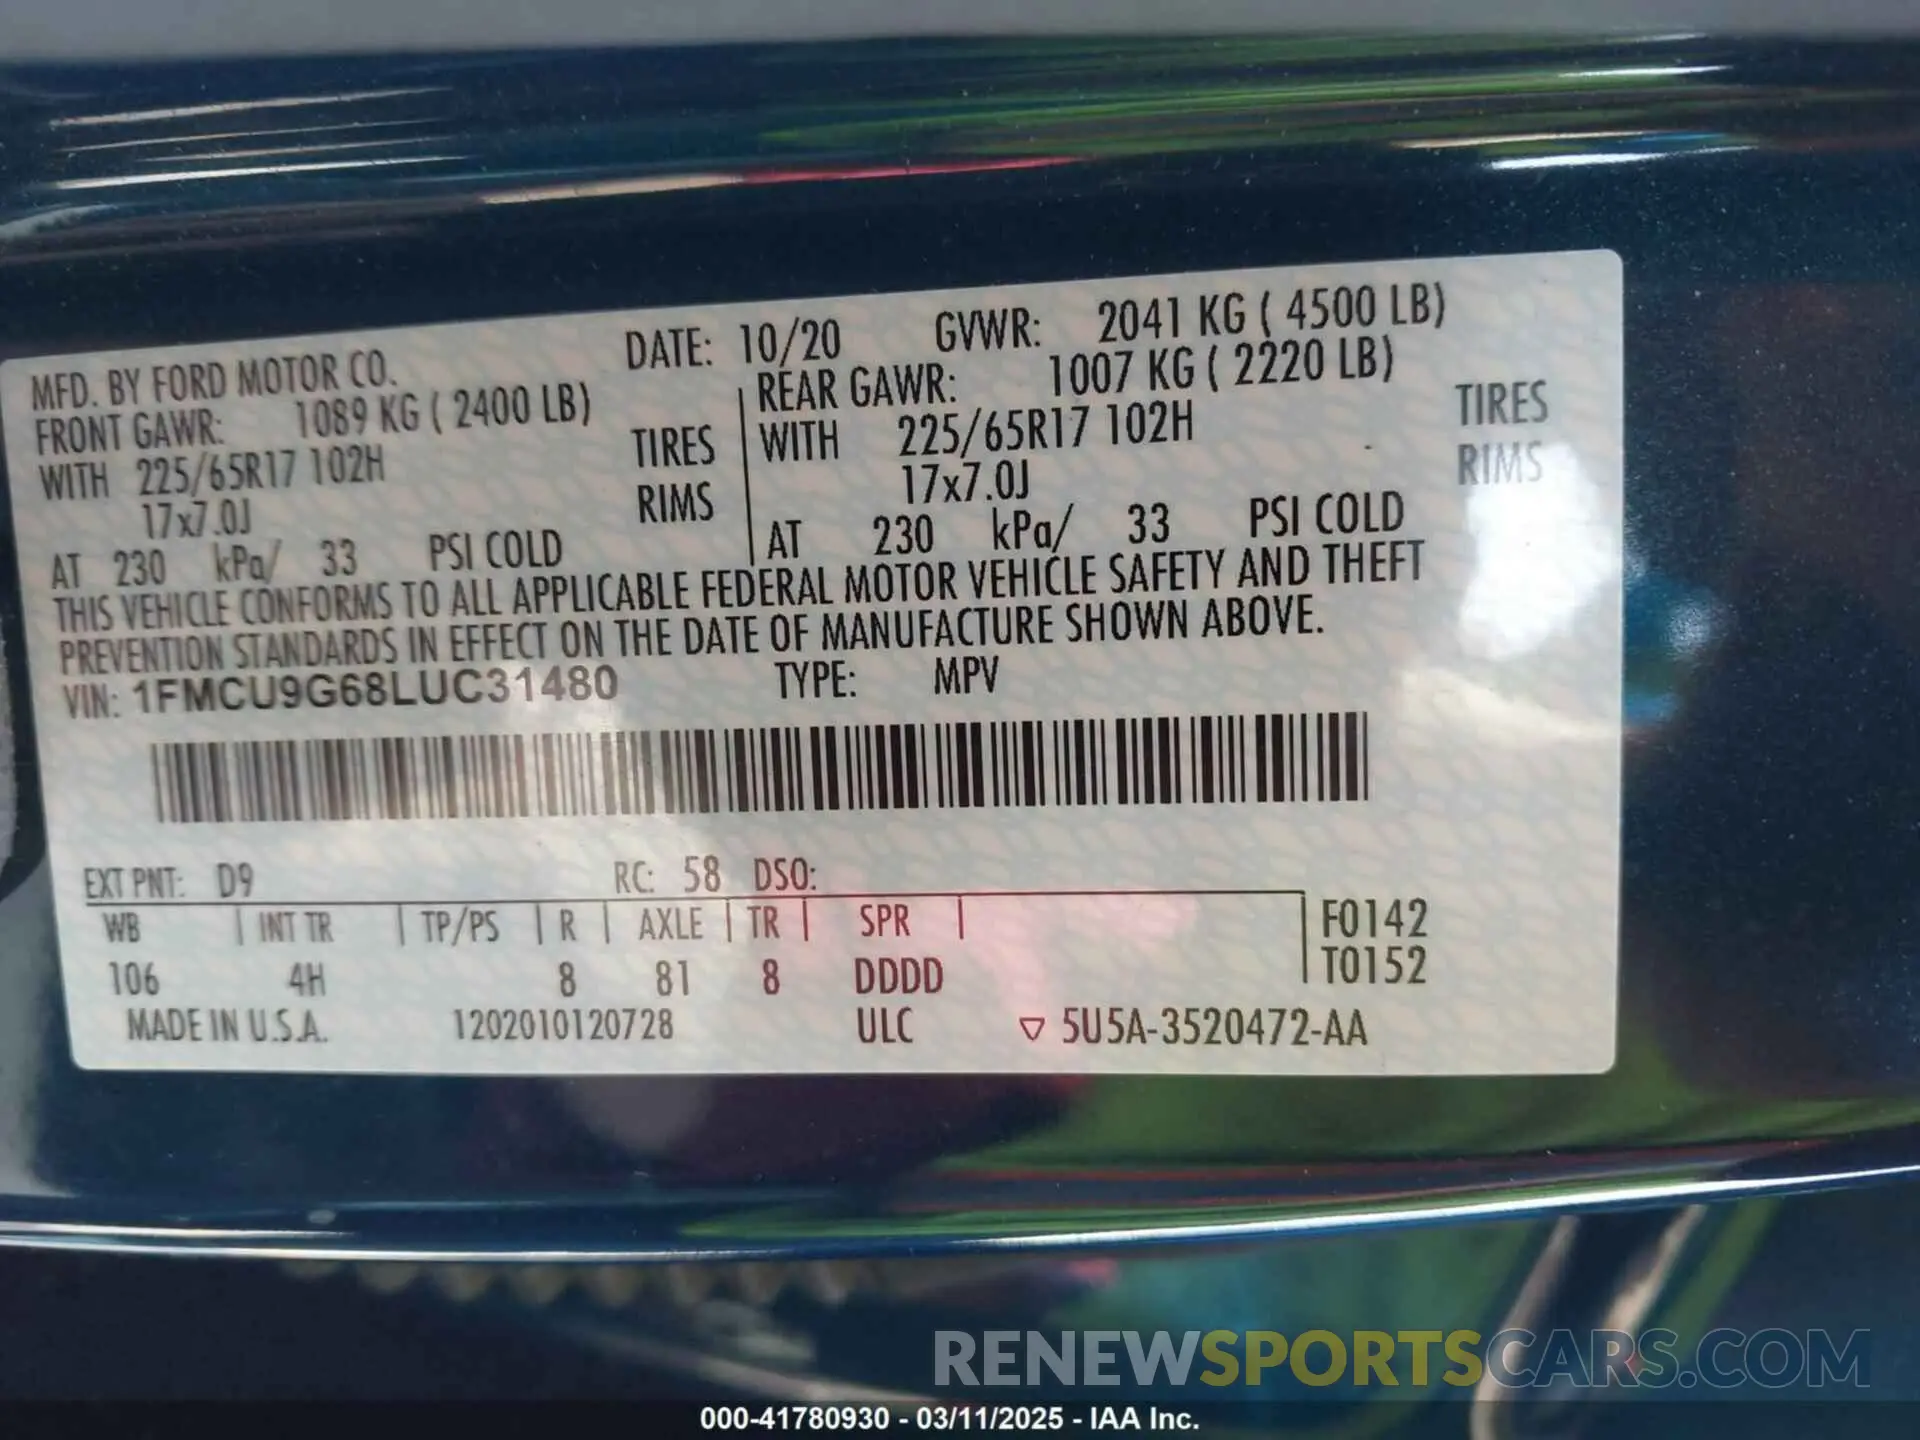 MFD. BY FORD MOTOR CO. DATE: 10/20 GVWR: 2041 KG ( 4500 LB)
FRONT GAWR: 1089 KG ( 2400 LB) REAR GAWR: 1007 KG ( 2220 LB)
WITH 225/65R17 102H TIRES WITH 225/65R17 102H TIRES
17x7.0J RIMS 17x7.0J RIMS
AT 230 kPa/ 33 PSI COLD AT 230 kPa/ 33 PSI COLD
THIS VEHICLE CONFORMS TO ALL APPLICABLE FEDERAL MOTOR VEHICLE SAFETY AND THEFT
PREVENTION STANDARDS IN EFFECT ON THE DATE OF MANUFACTURE SHOWN ABOVE.
VIN: 1FMCU9G68LUC31480 TYPE: MPV
EXT PNT: D9 RC: 58 DSO:
WB INT TR TP/PS R AXLE TR SPR F0142
106 4H 8 81 8 DDDD T0152
MADE IN U.S.A. 1202010120728 ULC ▽ 5U5A-3520472-AA
RENEWSPORTSCARS.COM
000-41780930 - 03/11/2025 - IAA Inc.